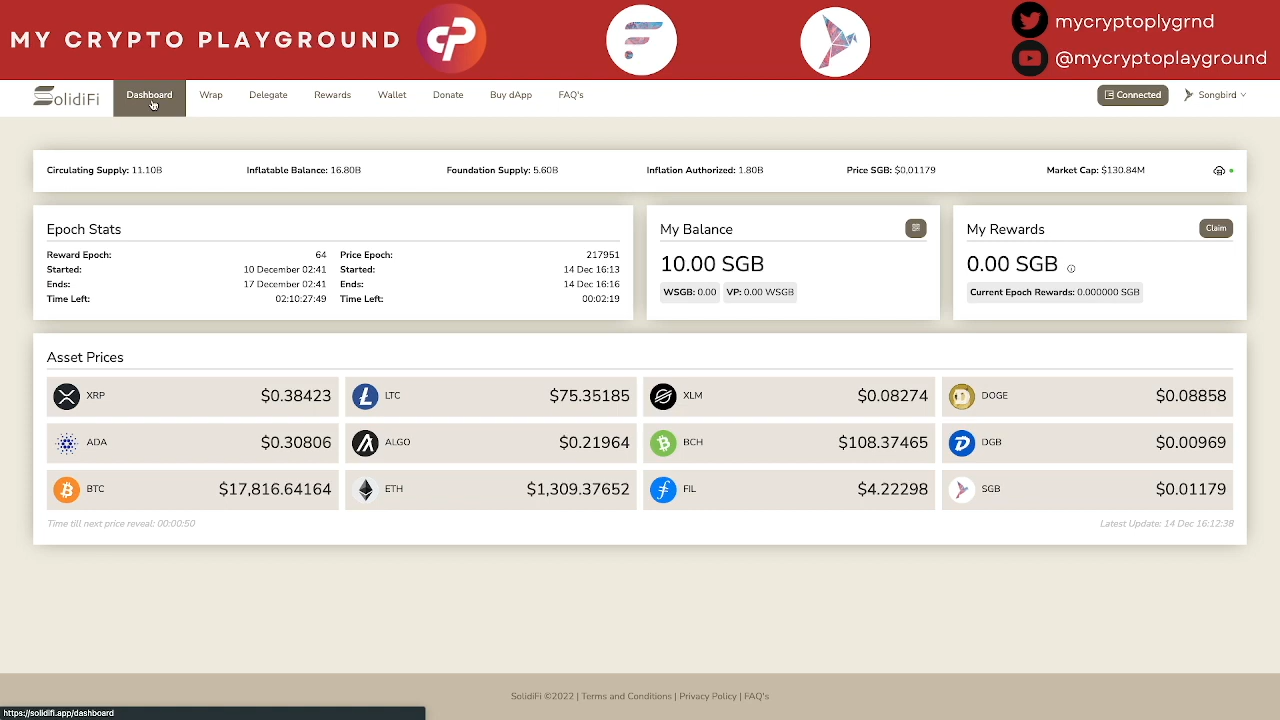 MY CRYPTO PLAYGROUND
mycryptoplygrnd
@mycryptoplayground
SolidiFi Dashboard Wrap Delegate Rewards Wallet Donate Buy dApp FAQ's Connected Songbird
Circulating Supply: 11.10B Inflatable Balance: 16.80B Foundation Supply: 5.60B Inflation Authorized: 1.80B Price SGB: $0,01179 Market Cap: $130.84M
Epoch Stats
Reward Epoch: 64 Price Epoch: 217951
Started: 10 December 02:41 Started: 14 Dec 16:13
Ends: 17 December 02:41 Ends: 14 Dec 16:16
Time Left: 02:10:27:49 Time Left: 00:02:19
My Balance
10.00 SGB
WSGB: 0.00 VP: 0.00 WSGB
My Rewards Claim
0.00 SGB
Current Epoch Rewards: 0.000000 SGB
Asset Prices
XRP $0.38423 LTC $75.35185 XLM $0.08274 DOGE $0.08858
ADA $0.30806 ALGO $0.21964 BCH $108.37465 DGB $0.00969
BTC $17,816.64164 ETH $1,309.37652 FIL $4.22298 SGB $0.01179
Time till next price reveal: 00:00:50 Latest Update: 14 Dec 16:12:38
SolidiFi ©2022 | Terms and Conditions | Privacy Policy | FAQ's
https://solidifi.app/dashboard